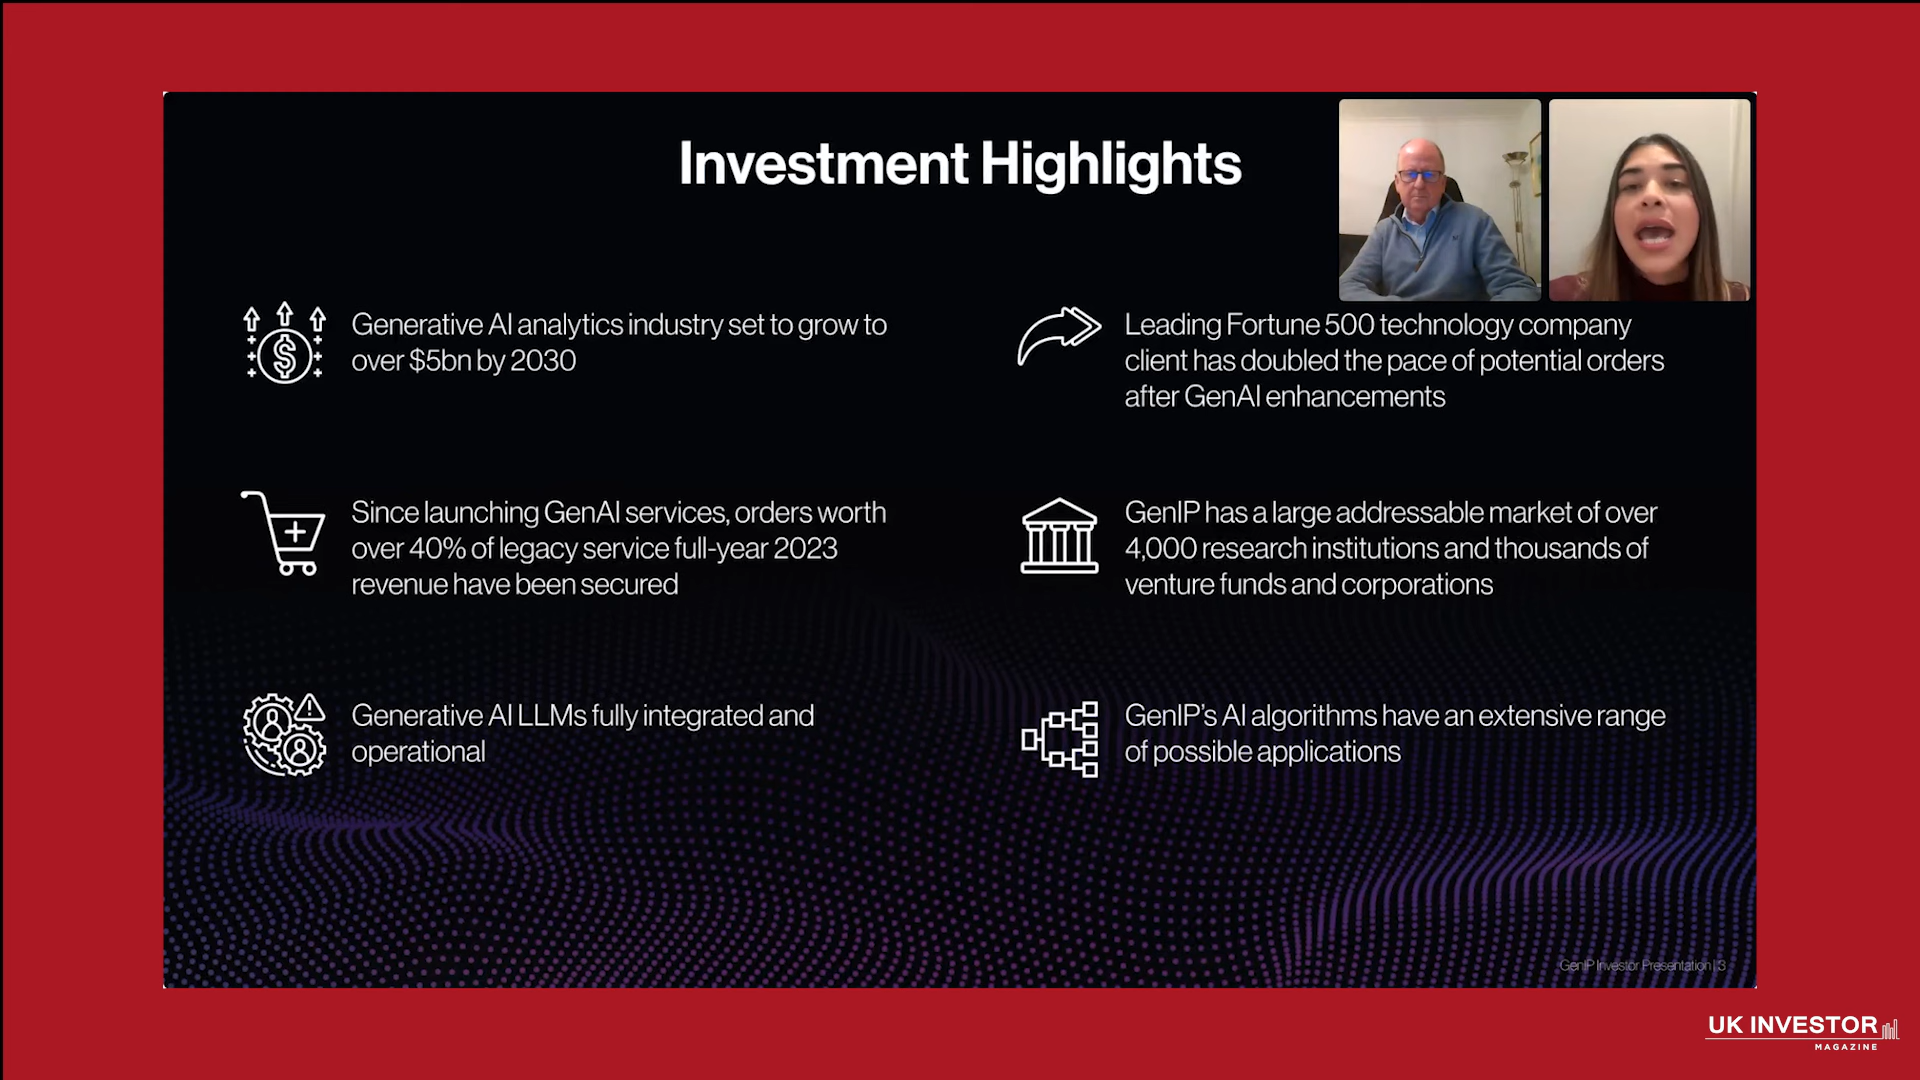 Investment Highlights
Generative AI analytics industry set to grow to
over $5bn by 2030
Leading Fortune 500 technology company
client has doubled the pace of potential orders
after GenAI enhancements
Since launching GenAI services, orders worth
over 40% of legacy service full-year 2023
revenue have been secured
GenIP has a large addressable market of over
4,000 research institutions and thousands of
venture funds and corporations
Generative AI LLMs fully integrated and
operational
GenIP's AI algorithms have an extensive range
of possible applications
GenIP Investor Presentation | 3
UK INVESTOR
MAGAZINE